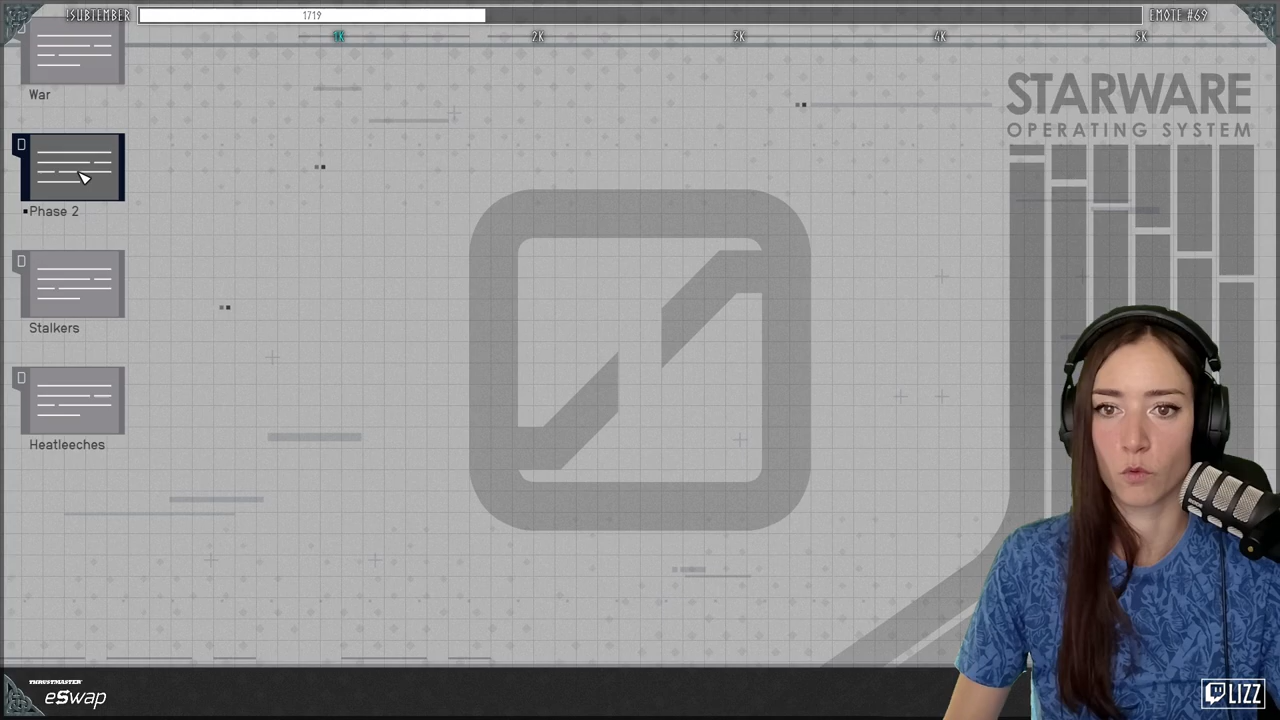 !SUBTEMBER
1719
EMOTE #69
1K
2K
3K
4K
5K
STARWARE
OPERATING SYSTEM
War
Phase 2
Stalkers
Heatleeches
THRUSTMASTER
eSwap
LIZZ